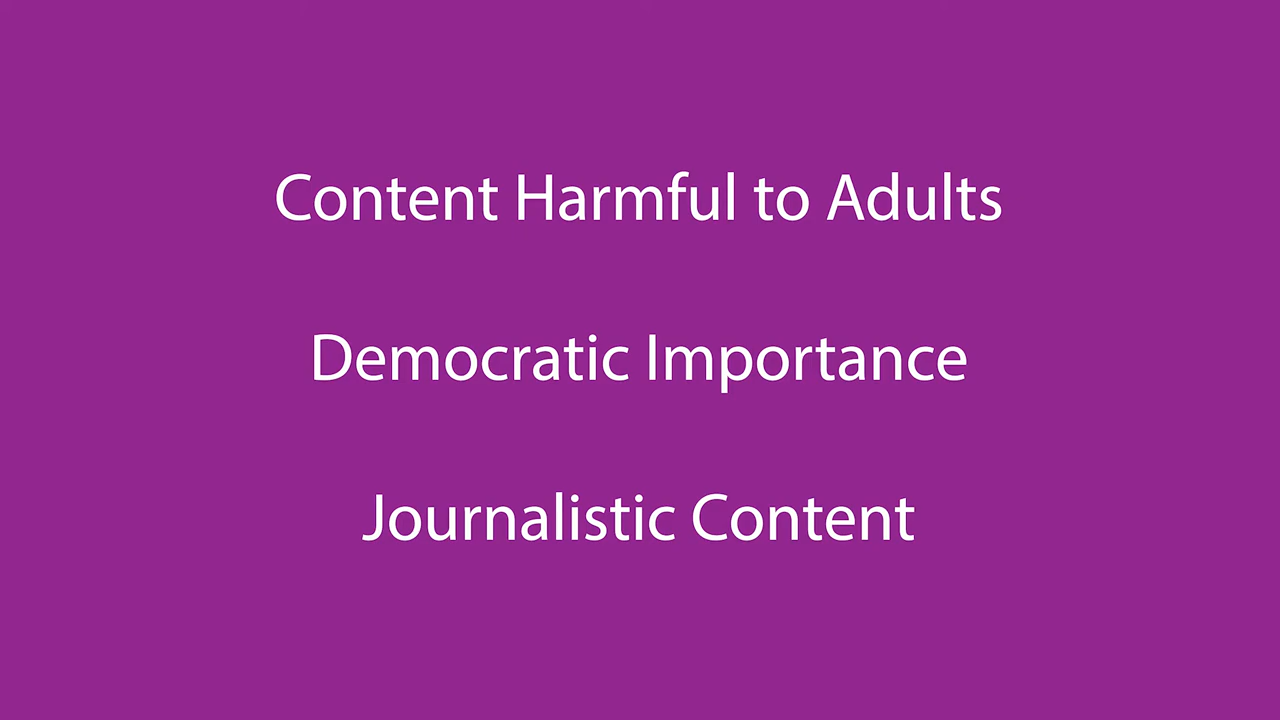 Content Harmful to Adults
Democratic Importance
Journalistic Content